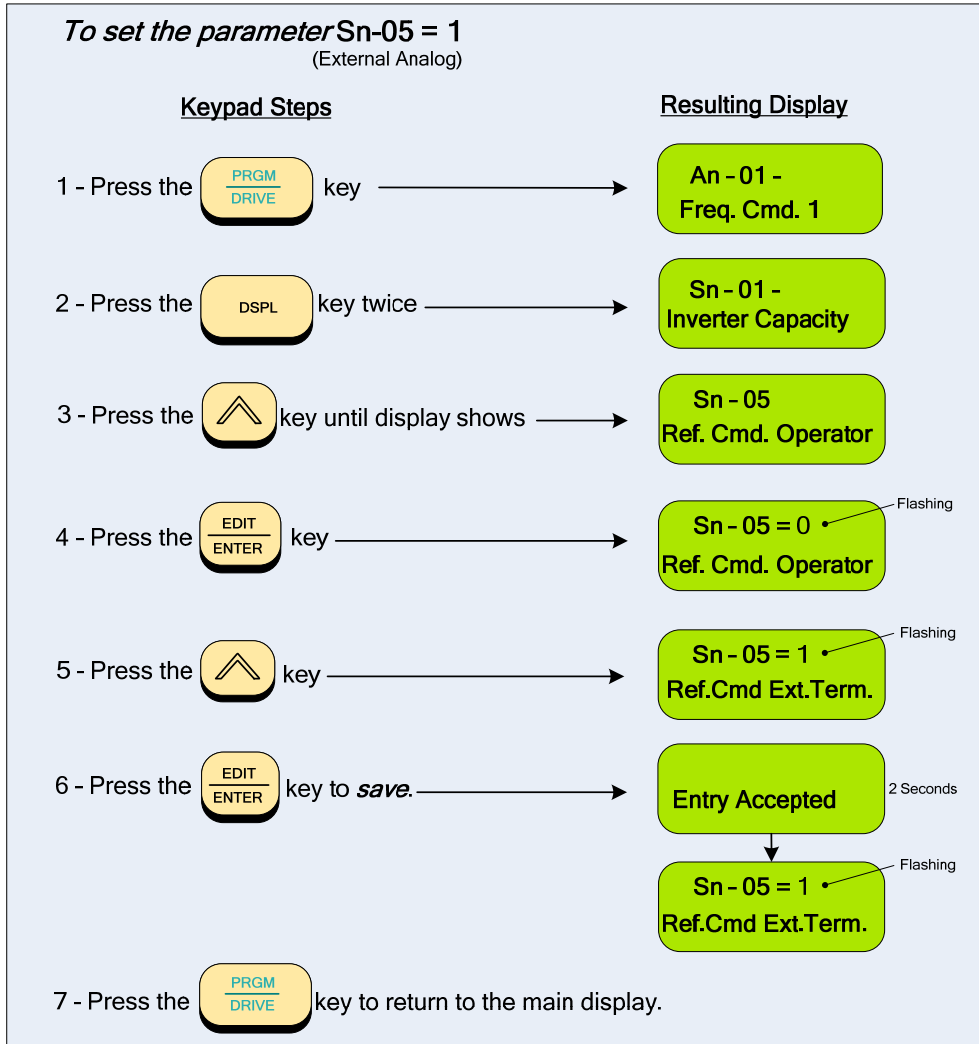 To set the parameter Sn-05 = 1
(External Analog)
Keypad Steps
Resulting Display
1 - Press the PRGM DRIVE key
An - 01 -
Freq. Cmd. 1
2 - Press the DSPL key twice
Sn - 01 -
Inverter Capacity
3 - Press the key until display shows
Sn - 05
Ref. Cmd. Operator
4 - Press the EDIT ENTER key
Sn - 05 = 0
Ref. Cmd. Operator
Flashing
5 - Press the key
Sn - 05 = 1
Ref.Cmd Ext.Term.
Flashing
6 - Press the EDIT ENTER key to save.
Entry Accepted
2 Seconds
Sn - 05 = 1
Ref.Cmd Ext.Term.
Flashing
7 - Press the PRGM DRIVE key to return to the main display.